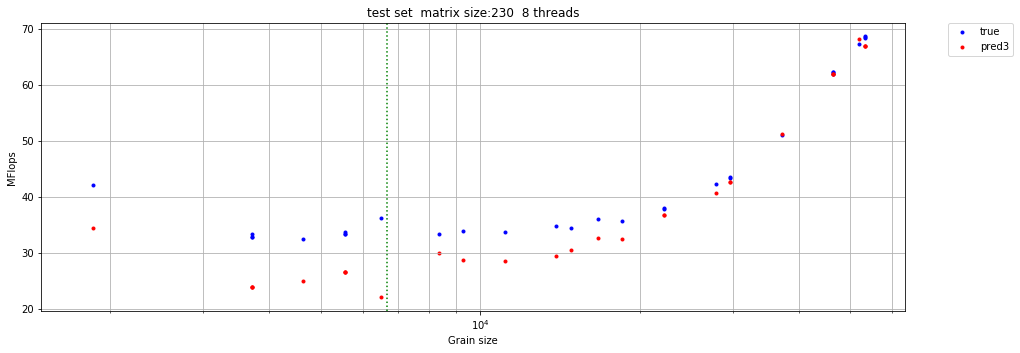 test set  matrix size:230  8 threads
70
60
50
40
30
20
MFlops
10^4
Grain size
true
pred3